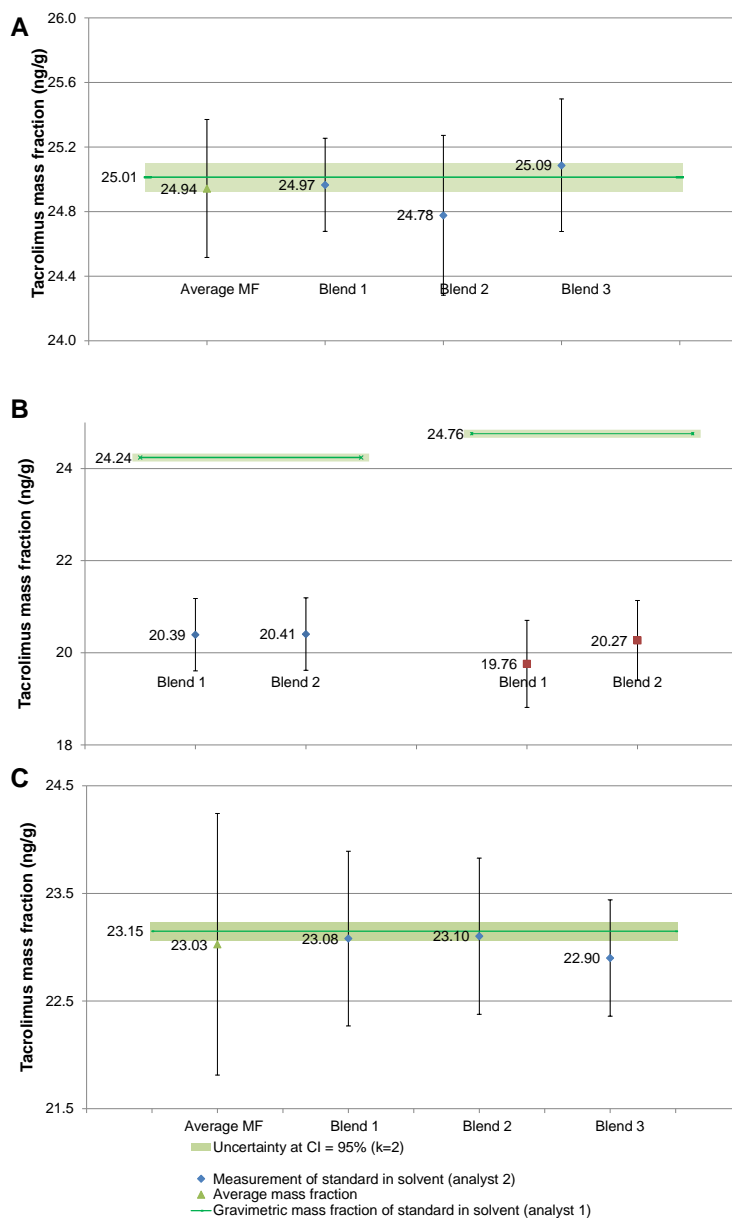 A
Tacrolimus mass fraction (ng/g)
26.0
25.6
25.2
24.8
24.4
24.0
25.01
24.94
24.97
24.78
25.09
Average MF Blend 1 Blend 2 Blend 3
B
Tacrolimus mass fraction (ng/g)
24
22
20
18
24.24
24.76
20.39
20.41
19.76
20.27
Blend 1 Blend 2 Blend 1 Blend 2
C
Tacrolimus mass fraction (ng/g)
24.5
23.5
22.5
21.5
23.15
23.03
23.08
23.10
22.90
Average MF Blend 1 Blend 2 Blend 3
Uncertainty at CI = 95% (k=2)
Measurement of standard in solvent (analyst 2)
Average mass fraction
Gravimetric mass fraction of standard in solvent (analyst 1)